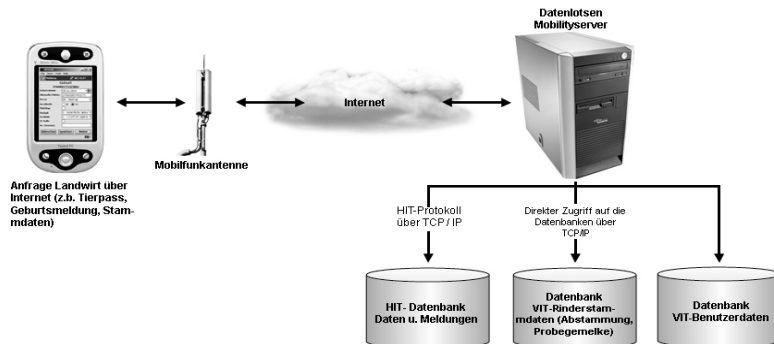 Datenlotsen
Mobilityserver
Internet
Mobilfunkantenne
Anfrage Landwirt über
Internet (z.b. Tierpass,
Geburtsmeldung, Stam-
mdaten)
HIT-Protokoll
über TCP / IP
Direkter Zugriff auf die
Datenbanken über
TCP/IP
HIT- Datenbank
Daten u. Meldungen
Datenbank
VIT-Rinderstam-
mdaten (Abstammung,
Probegemelke)
Datenbank
VIT-Benutzerdaten